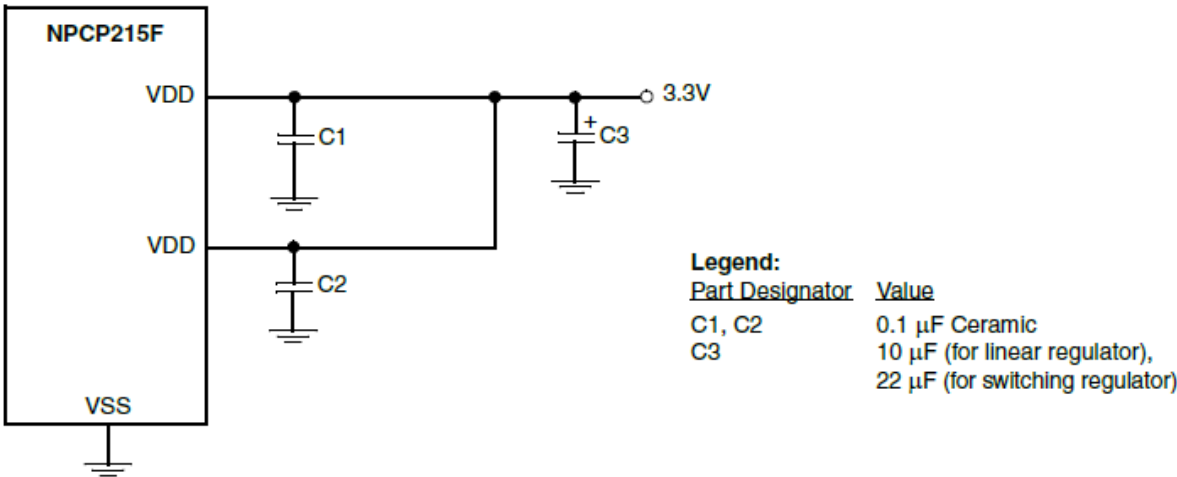 NPCP215F
VDD
3.3V
+
C1
C3
VDD
C2
Legend:
Part Designator Value
C1, C2 0.1 μF Ceramic
C3 10 μF (for linear regulator),
22 μF (for switching regulator)
VSS